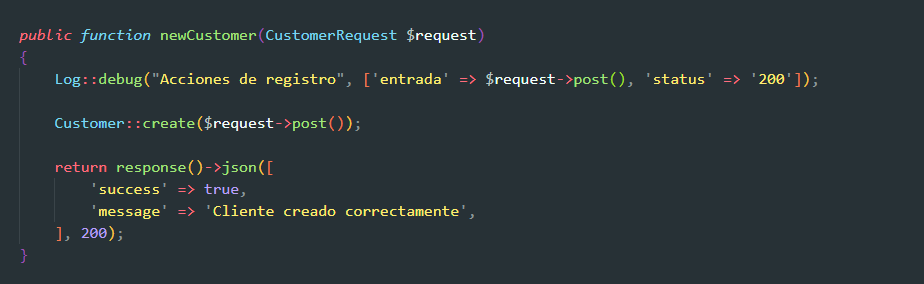 public function newCustomer(CustomerRequest $request)
{
    Log::debug("Acciones de registro", ['entrada' => $request->post(), 'status' => '200']);
    Customer::create($request->post());
    return response()->json([
        'success' => true,
        'message' => 'Cliente creado correctamente',
    ], 200);
}